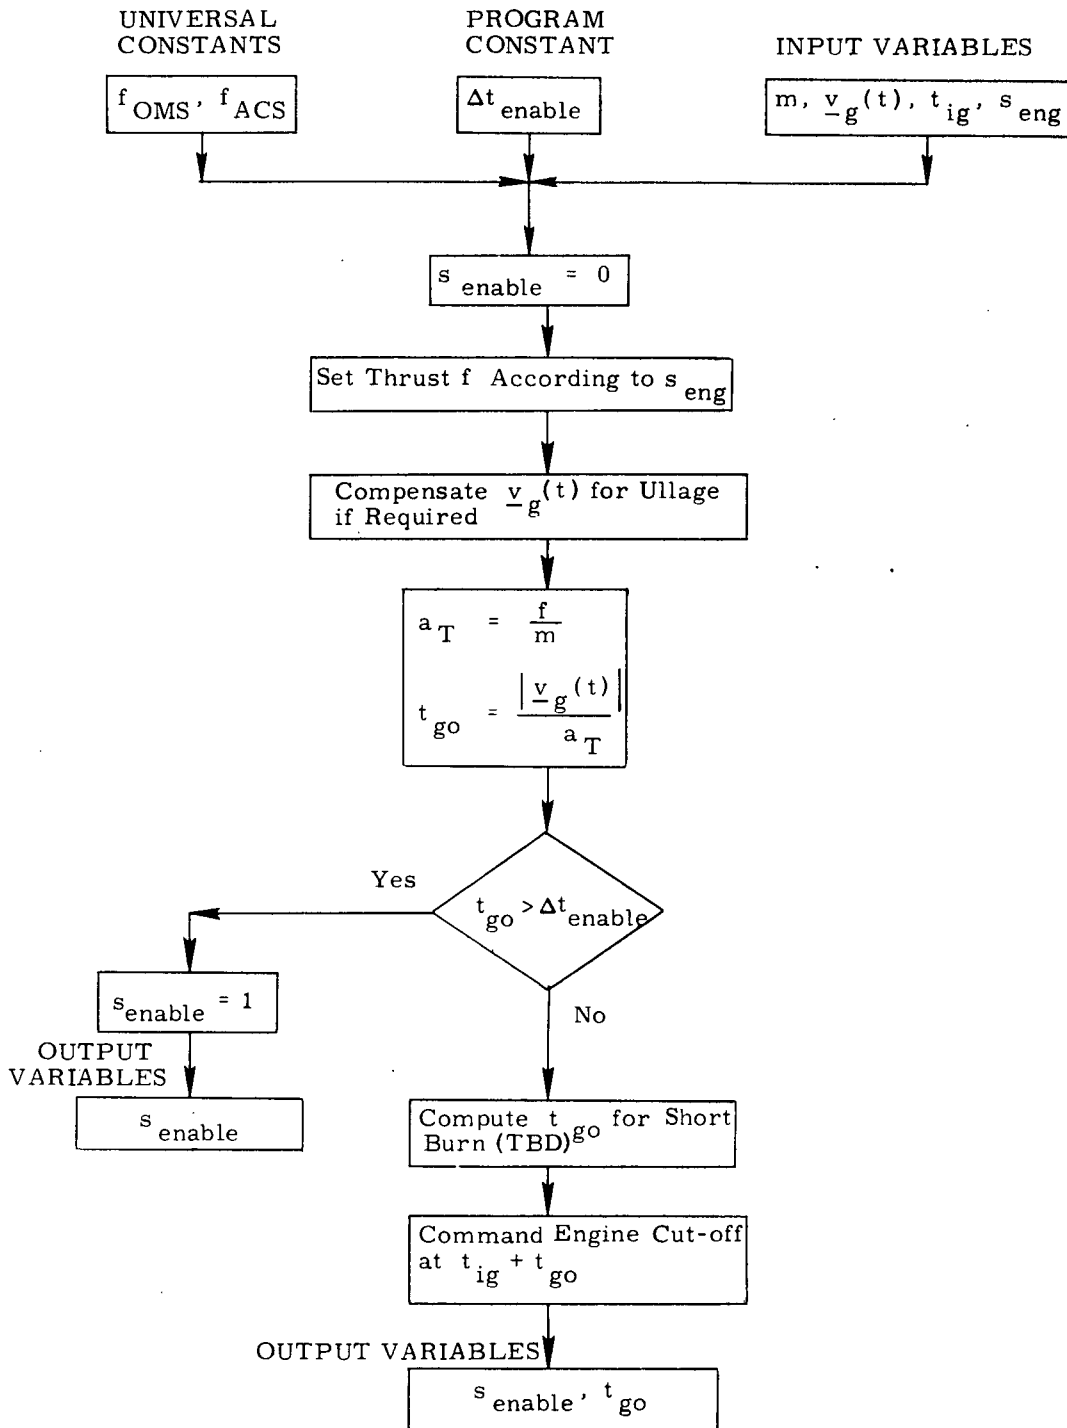 UNIVERSAL
CONSTANTS
f OMS, f ACS
PROGRAM
CONSTANT
Δt enable
INPUT VARIABLES
m, v g (t), t ig, s eng
s enable = 0
Set Thrust f According to s eng
Compensate v g (t) for Ullage
if Required
a T = f / m
t go = | v g (t) | / a T
t go > Δt enable
Yes
No
s enable = 1
OUTPUT
VARIABLES
s enable
Compute t go for Short
Burn (TBD)
Command Engine Cut-off
at t ig + t go
OUTPUT VARIABLES
s enable, t go